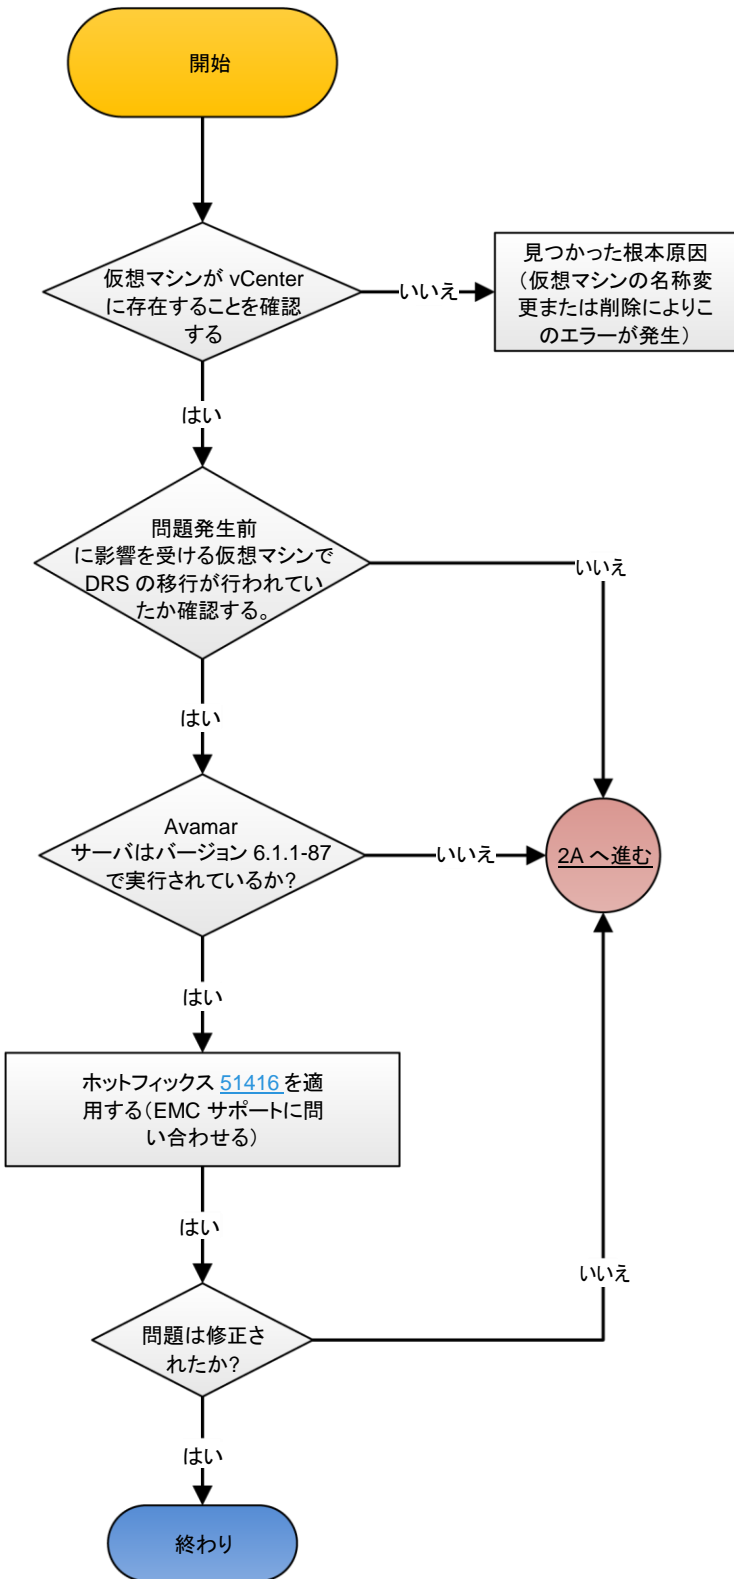 開始
仮想マシンが vCenter
に存在することを確認
する
いいえ
見つかった根本原因
（仮想マシンの名称変
更または削除によりこ
のエラーが発生）
はい
問題発生前
に影響を受ける仮想マシンで
DRS の移行が行われてい
たか確認する。
いいえ
はい
Avamar
サーバはバージョン 6.1.1-87
で実行されているか?
いいえ
2A へ進む
はい
ホットフィックス 51416 を適
用する（EMC サポートに問
い合わせる）
はい
いいえ
問題は修正さ
れたか?
はい
終わり